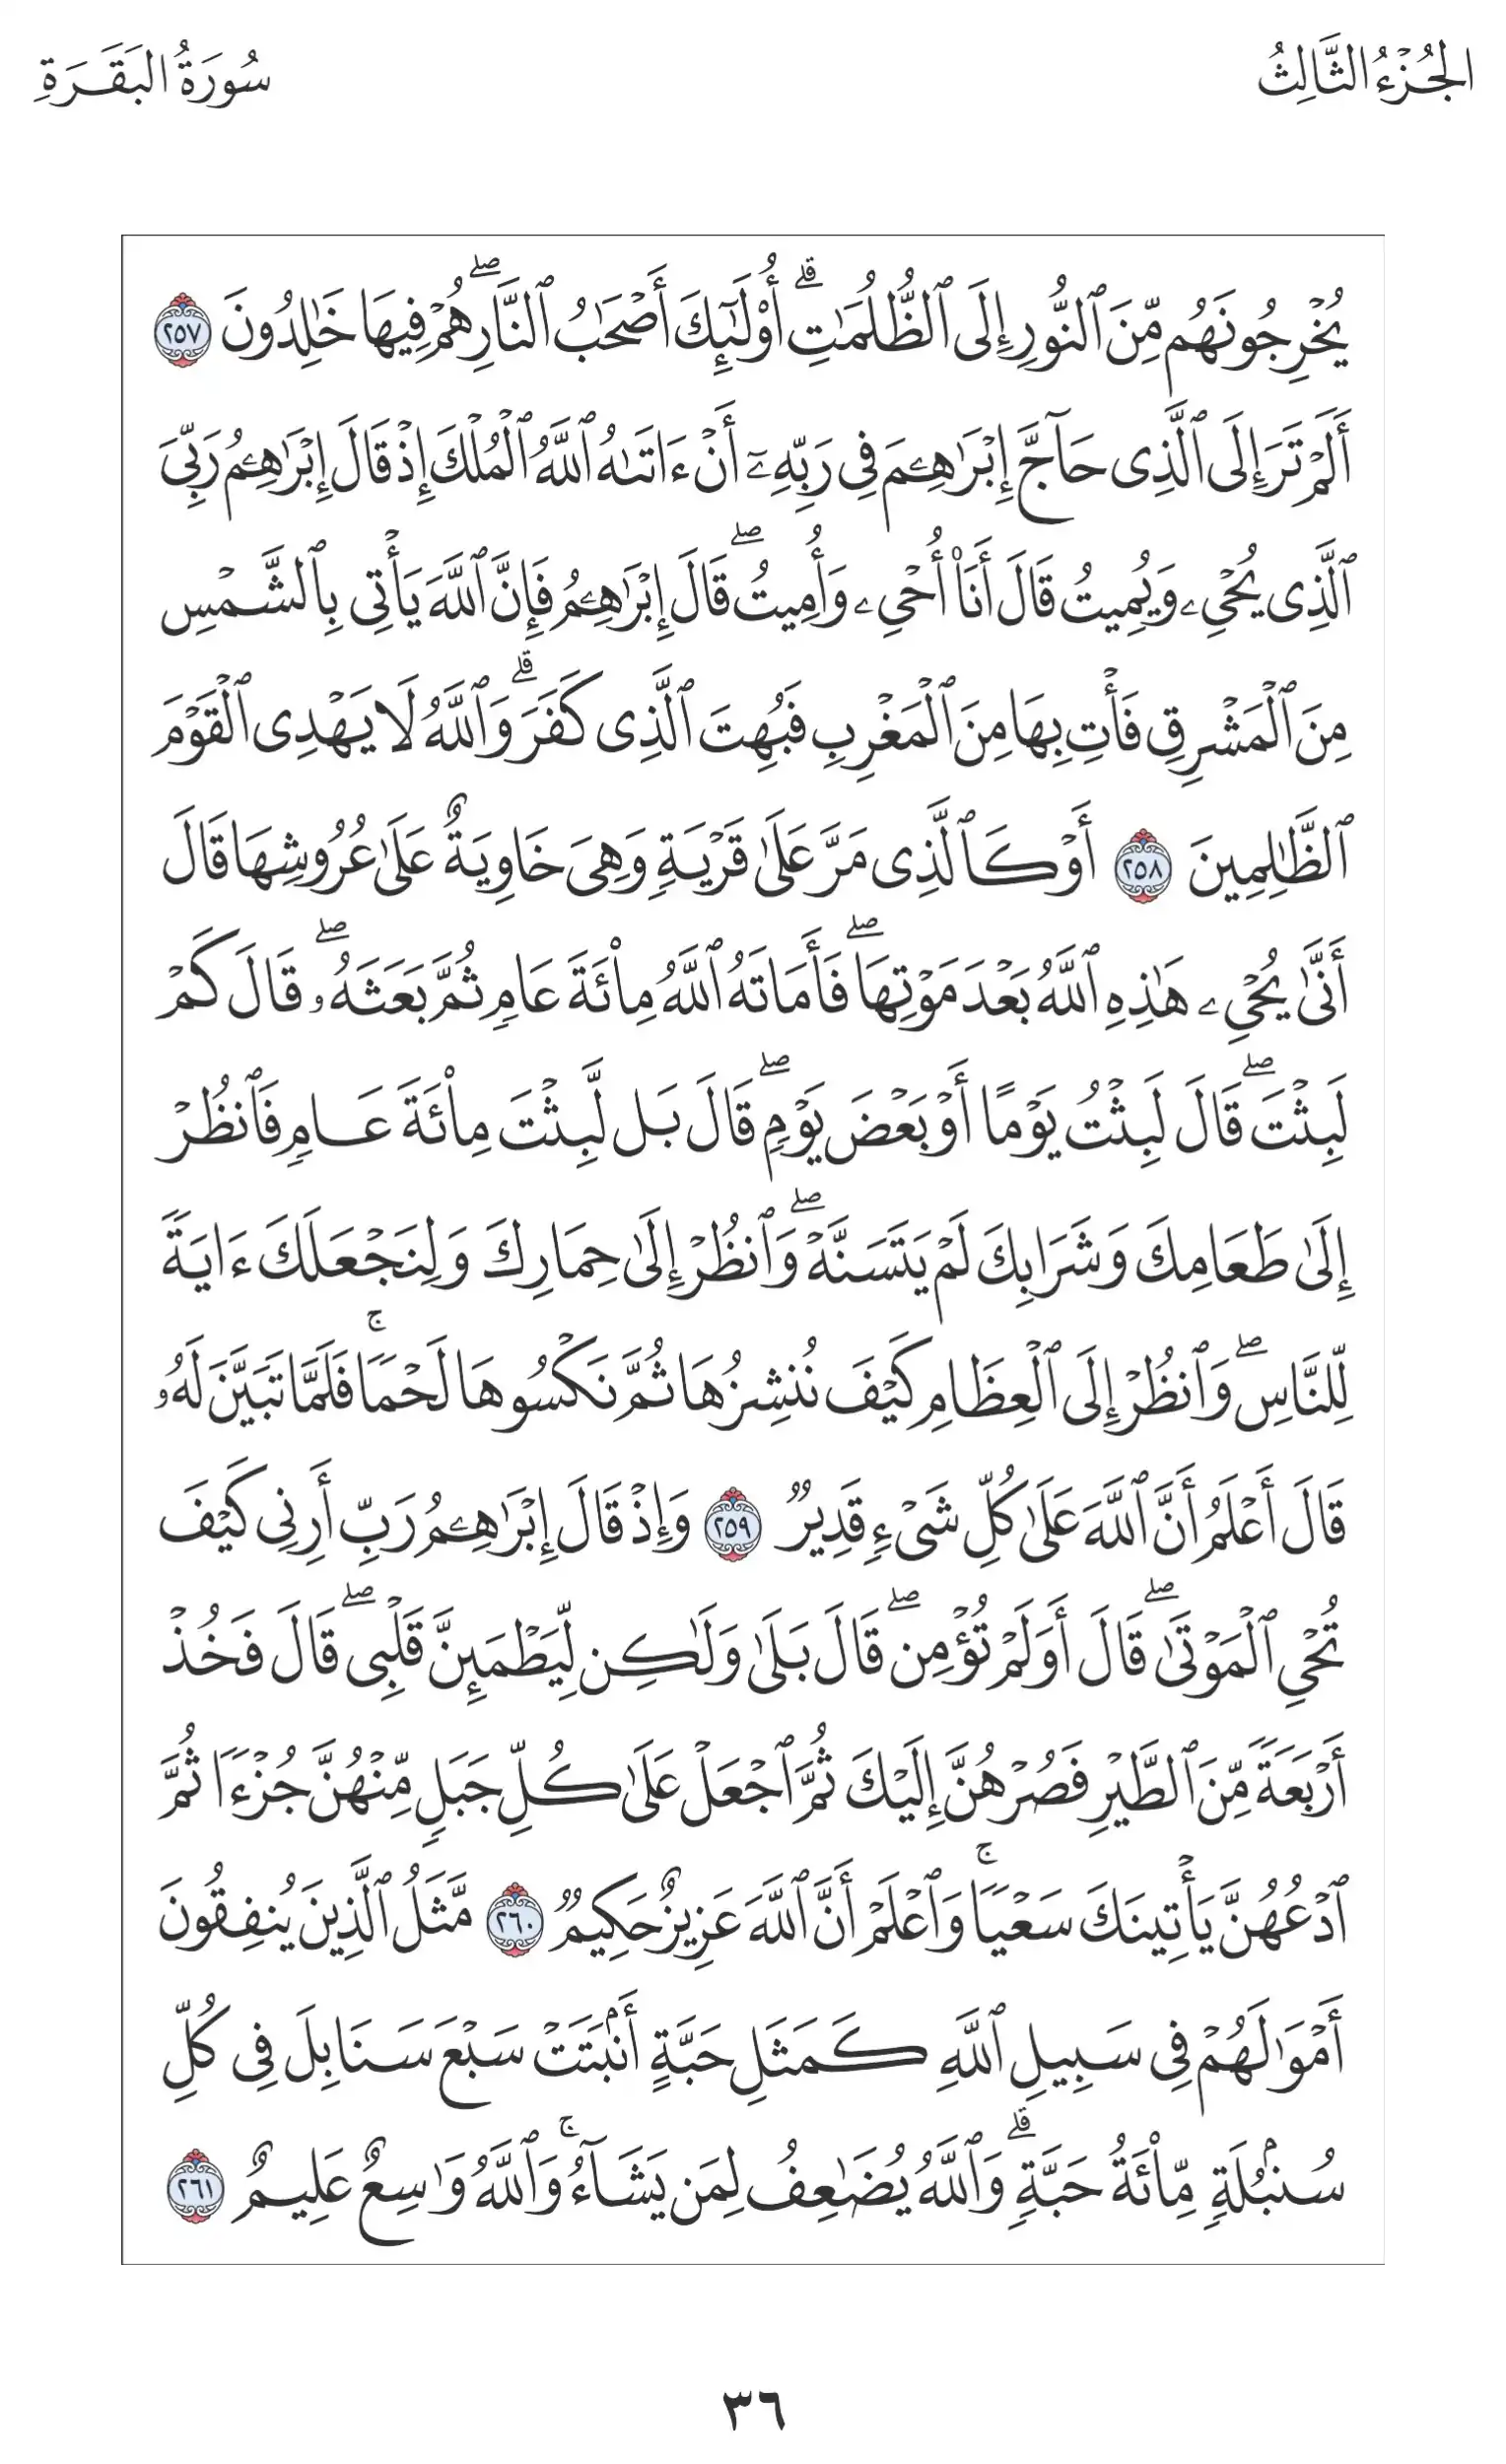 الجُزْءُ الثَّالِثُ
سُورَةُ البَقَرَةِ
يُخْرِجُونَهُم مِّنَ ٱلنُّورِ إِلَى ٱلظُّلُمَٰتِۗ أُوْلَٰٓئِكَ أَصْحَٰبُ ٱلنَّارِۖ هُمْ فِيهَا خَٰلِدُونَ ٢٥٧
أَلَمْ تَرَ إِلَى ٱلَّذِى حَآجَّ إِبْرَٰهِۦمَ فِى رَبِّهِۦٓ أَنْ ءَاتَىٰهُ ٱللَّهُ ٱلْمُلْكَ إِذْ قَالَ إِبْرَٰهِۦمُ رَبِّىَ
ٱلَّذِى يُحْىِۦ وَيُمِيتُ قَالَ أَنَا۠ أُحْىِۦ وَأُمِيتُۖ قَالَ إِبْرَٰهِۦمُ فَإِنَّ ٱللَّهَ يَأْتِى بِٱلشَّمْسِ
مِنَ ٱلْمَشْرِقِ فَأْتِ بِهَا مِنَ ٱلْمَغْرِبِ فَبُهِتَ ٱلَّذِى كَفَرَۗ وَٱللَّهُ لَا يَهْدِى ٱلْقَوْمَ
ٱلظَّٰلِمِينَ ٢٥٨ أَوْ كَٱلَّذِى مَرَّ عَلَىٰ قَرْيَةٍ وَهِىَ خَاوِيَةٌ عَلَىٰ عُرُوشِهَا قَالَ
أَنَّىٰ يُحْىِۦ هَٰذِهِ ٱللَّهُ بَعْدَ مَوْتِهَاۖ فَأَمَاتَهُ ٱللَّهُ مِا۟ئَةَ عَامٍ ثُمَّ بَعَثَهُۥۖ قَالَ كَمْ
لَبِثْتَۖ قَالَ لَبِثْتُ يَوْمًا أَوْ بَعْضَ يَوْمٍۖ قَالَ بَل لَّبِثْتَ مِا۟ئَةَ عَامٍ فَٱنظُرْ
إِلَىٰ طَعَامِكَ وَشَرَابِكَ لَمْ يَتَسَنَّهْۖ وَٱنظُرْ إِلَىٰ حِمَارِكَ وَلِنَجْعَلَكَ ءَايَةً
لِّلنَّاسِۖ وَٱنظُرْ إِلَى ٱلْعِظَامِ كَيْفَ نُنشِزُهَا ثُمَّ نَكْسُوهَا لَحْمًاۚ فَلَمَّا تَبَيَّنَ لَهُۥ
قَالَ أَعْلَمُ أَنَّ ٱللَّهَ عَلَىٰ كُلِّ شَىْءٍ قَدِيرٌ ٢٥٩ وَإِذْ قَالَ إِبْرَٰهِۦمُ رَبِّ أَرِنِى كَيْفَ
تُحْىِ ٱلْمَوْتَىٰۖ قَالَ أَوَلَمْ تُؤْمِنۖ قَالَ بَلَىٰ وَلَٰكِن لِّيَطْمَئِنَّ قَلْبِىۖ قَالَ فَخُذْ
أَرْبَعَةً مِّنَ ٱلطَّيْرِ فَصُرْهُنَّ إِلَيْكَ ثُمَّ ٱجْعَلْ عَلَىٰ كُلِّ جَبَلٍ مِّنْهُنَّ جُزْءًا ثُمَّ
ٱدْعُهُنَّ يَأْتِينَكَ سَعْيًاۚ وَٱعْلَمْ أَنَّ ٱللَّهَ عَزِيزٌ حَكِيمٌ ٢٦٠ مَّثَلُ ٱلَّذِينَ يُنفِقُونَ
أَمْوَٰلَهُمْ فِى سَبِيلِ ٱللَّهِ كَمَثَلِ حَبَّةٍ أَنۢبَتَتْ سَبْعَ سَنَابِلَ فِى كُلِّ
سُنۢبُلَةٍ مِّا۟ئَةُ حَبَّةٍۗ وَٱللَّهُ يُضَٰعِفُ لِمَن يَشَآءُۚ وَٱللَّهُ وَٰسِعٌ عَلِيمٌ ٢٦١
٣٦